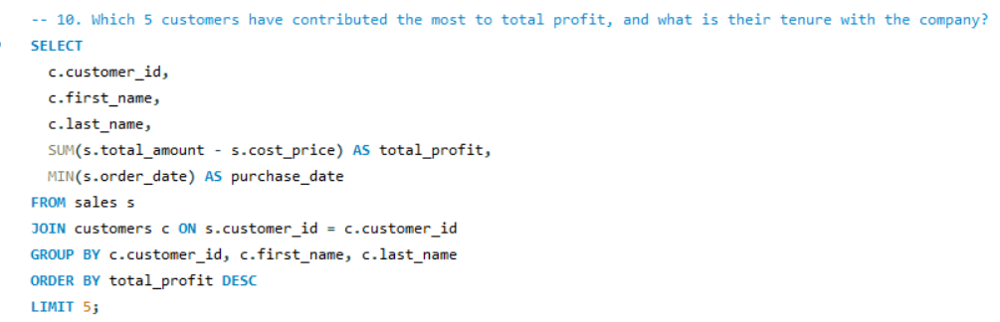 -- 10. Which 5 customers have contributed the most to total profit, and what is their tenure with the company?
SELECT
c.customer_id,
c.first_name,
c.last_name,
SUM(s.total_amount - s.cost_price) AS total_profit,
MIN(s.order_date) AS purchase_date
FROM sales s
JOIN customers c ON s.customer_id = c.customer_id
GROUP BY c.customer_id, c.first_name, c.last_name
ORDER BY total_profit DESC
LIMIT 5;